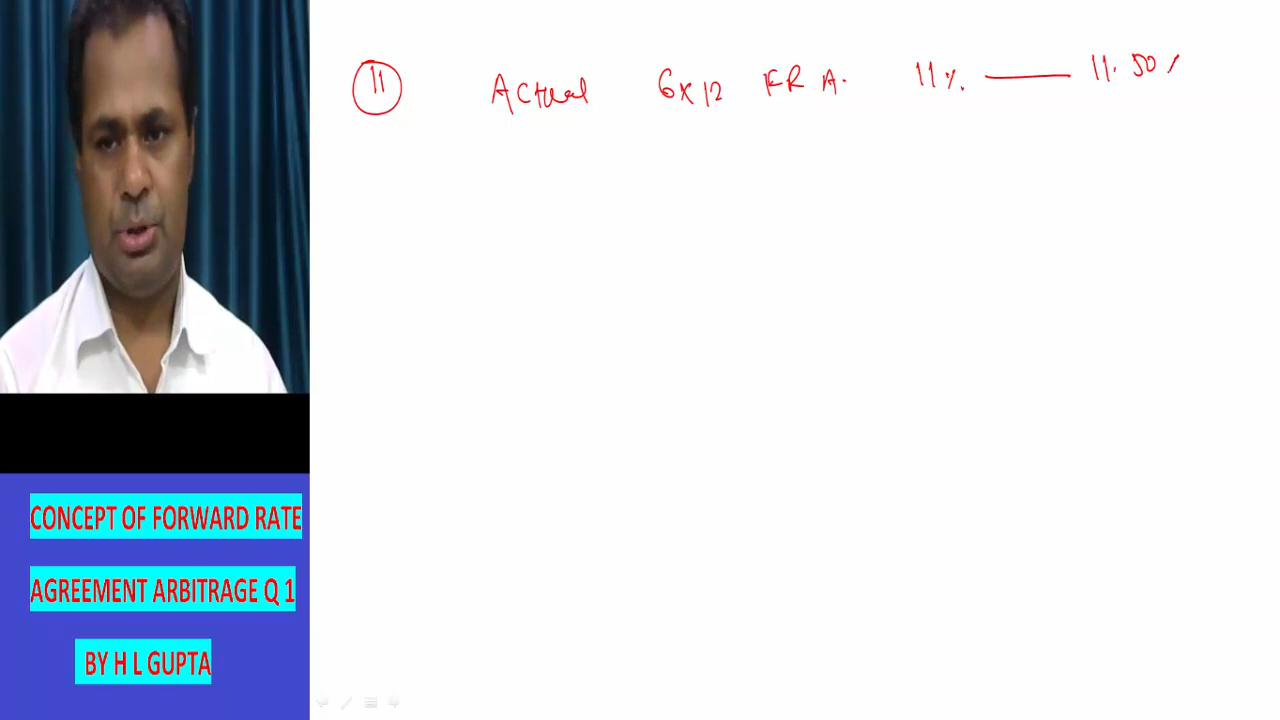 11 Actual 6x12 FRA. 11%. — 11.50%
CONCEPT OF FORWARD RATE
AGREEMENT ARBITRAGE Q 1
BY H L GUPTA